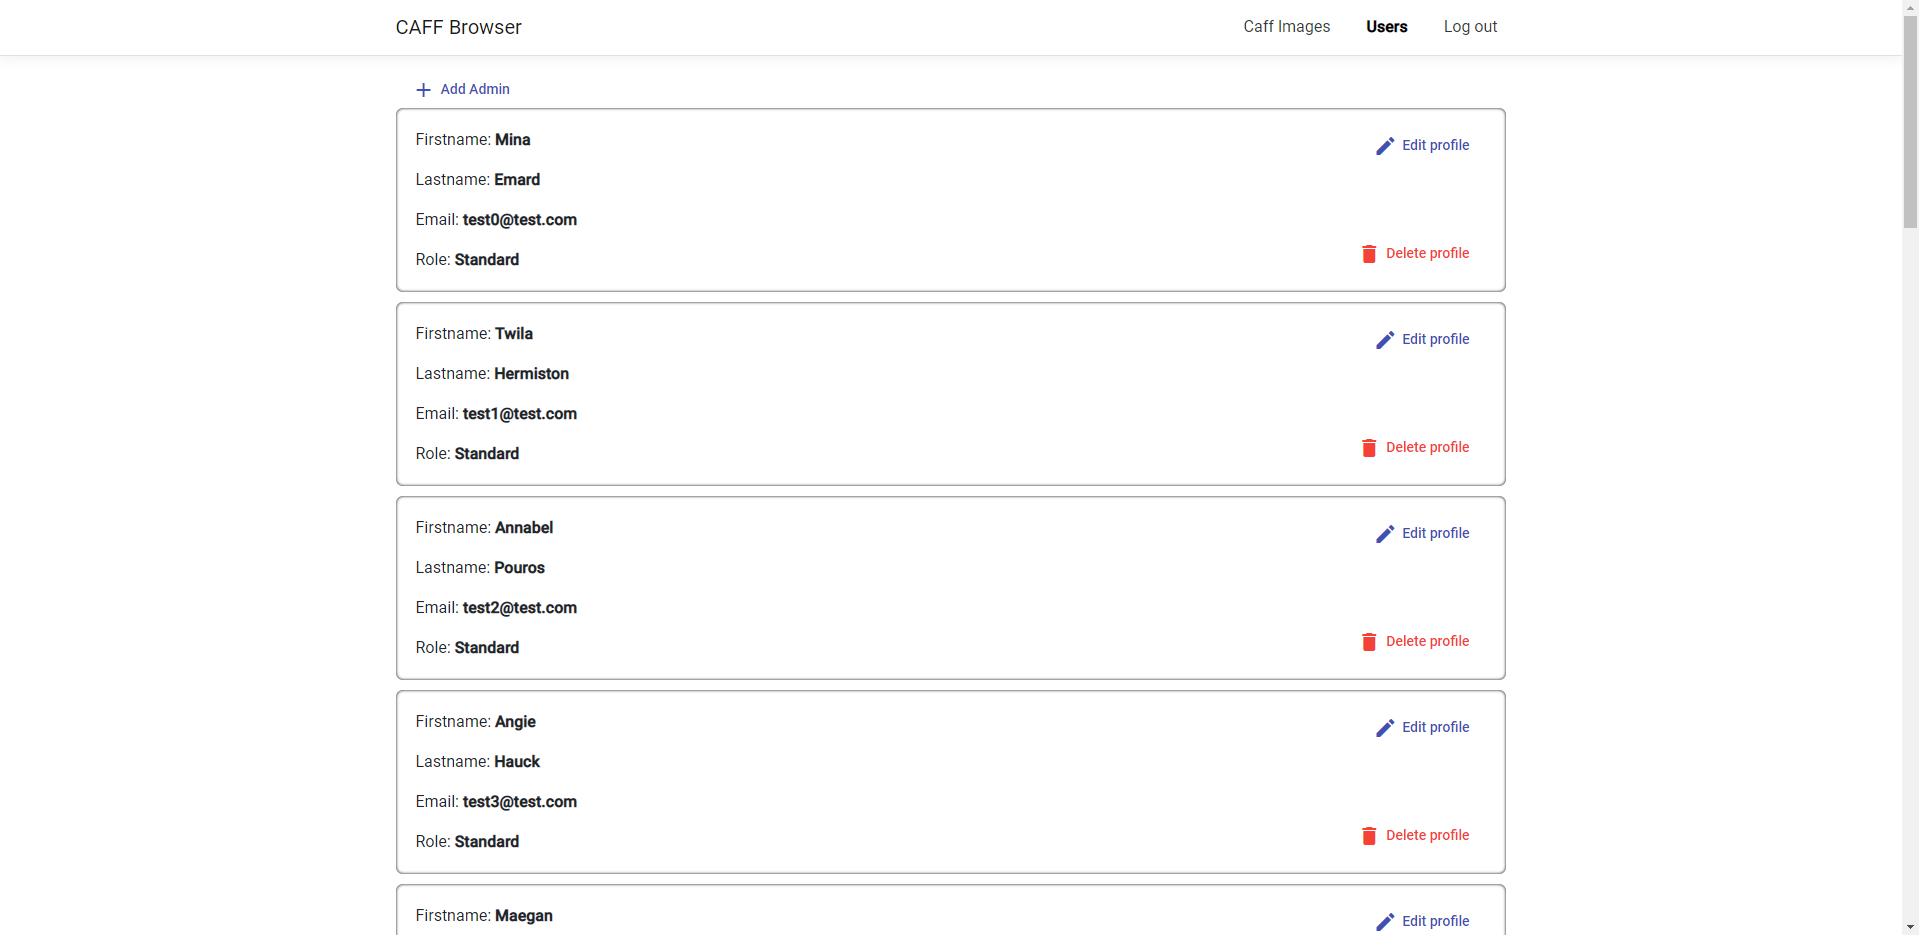 CAFF Browser
Caff Images Users Log out
Add Admin
Firstname: Mina
Edit profile
Lastname: Emard
Email: test0@test.com
Delete profile
Role: Standard
Firstname: Twila
Edit profile
Lastname: Hermiston
Email: test1@test.com
Delete profile
Role: Standard
Firstname: Annabel
Edit profile
Lastname: Pouros
Email: test2@test.com
Delete profile
Role: Standard
Firstname: Angie
Edit profile
Lastname: Hauck
Email: test3@test.com
Delete profile
Role: Standard
Firstname: Maegan
Edit profile